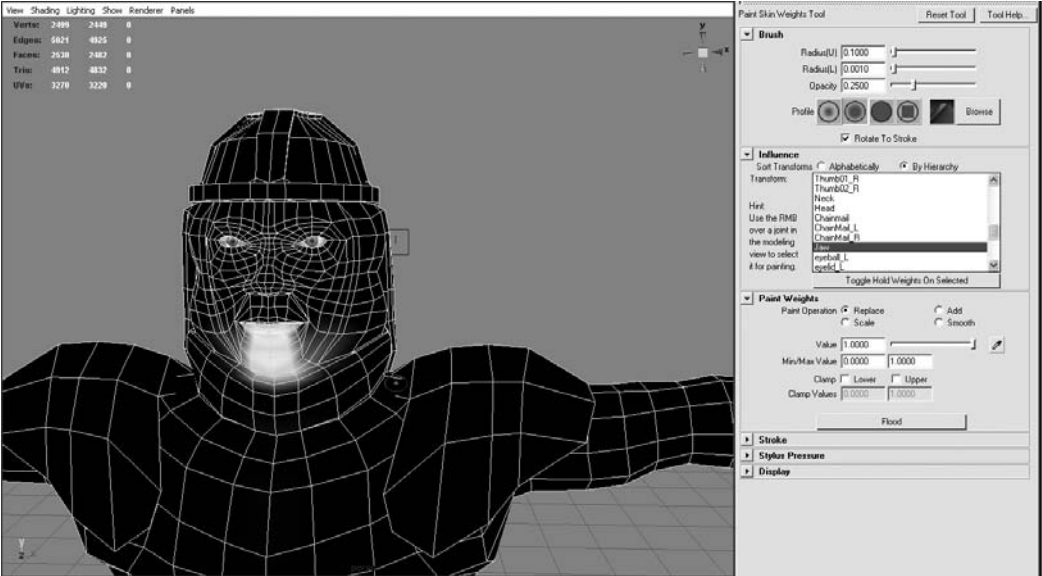 View Shading Lighting Show Renderer Panels
Verts: 2499 2449 0
Edges: 5021 4925 0
Faces: 2530 2482 0
Tris: 4912 4832 0
UVs: 3270 3220 0
y
x
y
z x
Paint Skin Weights Tool
Reset Tool
Tool Help...
Brush
Radius(U) 0.1000
Radius(L) 0.0010
Opacity 0.2500
Profile
Browse
Rotate To Stroke
Influence
Sort Transforms Alphabetically By Hierarchy
Transform:
Hint:
Use the RMB
over a joint in
the modeling
view to select
it for painting.
Thumb01_R
Thumb02_R
Neck
Head
Chainmail
ChainMail_L
ChainMail_R
Jaw
eyeball_L
eyelid_L
Toggle Hold Weights On Selected
Paint Weights
Paint Operation Replace Add
Scale Smooth
Value 1.0000
Min/Max Value 0.0000 1.0000
Clamp Lower Upper
Clamp Values 0.0000 1.0000
Flood
Stroke
Stylus Pressure
Display